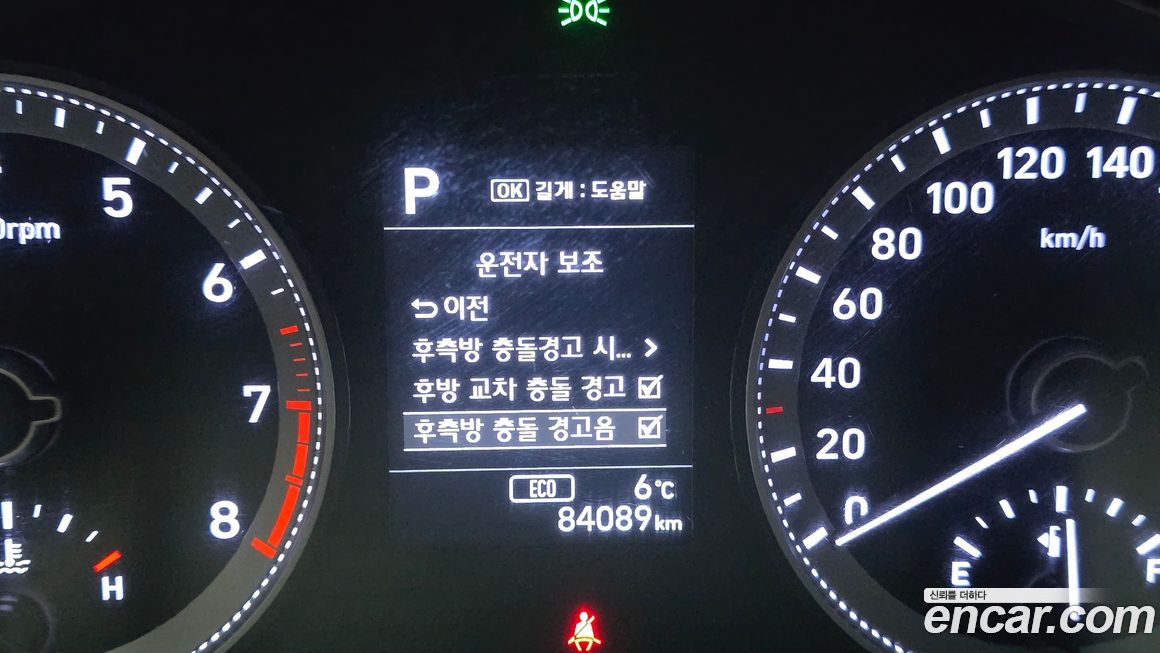 P
OK 길게 : 도움말
운전자 보조
이전
후측방 충돌경고 시...
후방 교차 충돌 경고
후측방 충돌 경고음
ECO
6°C
84089km
5
6
7
8
H
0
20
40
60
80
100
120
140
km/h
E
신뢰를 더하다
encar.com